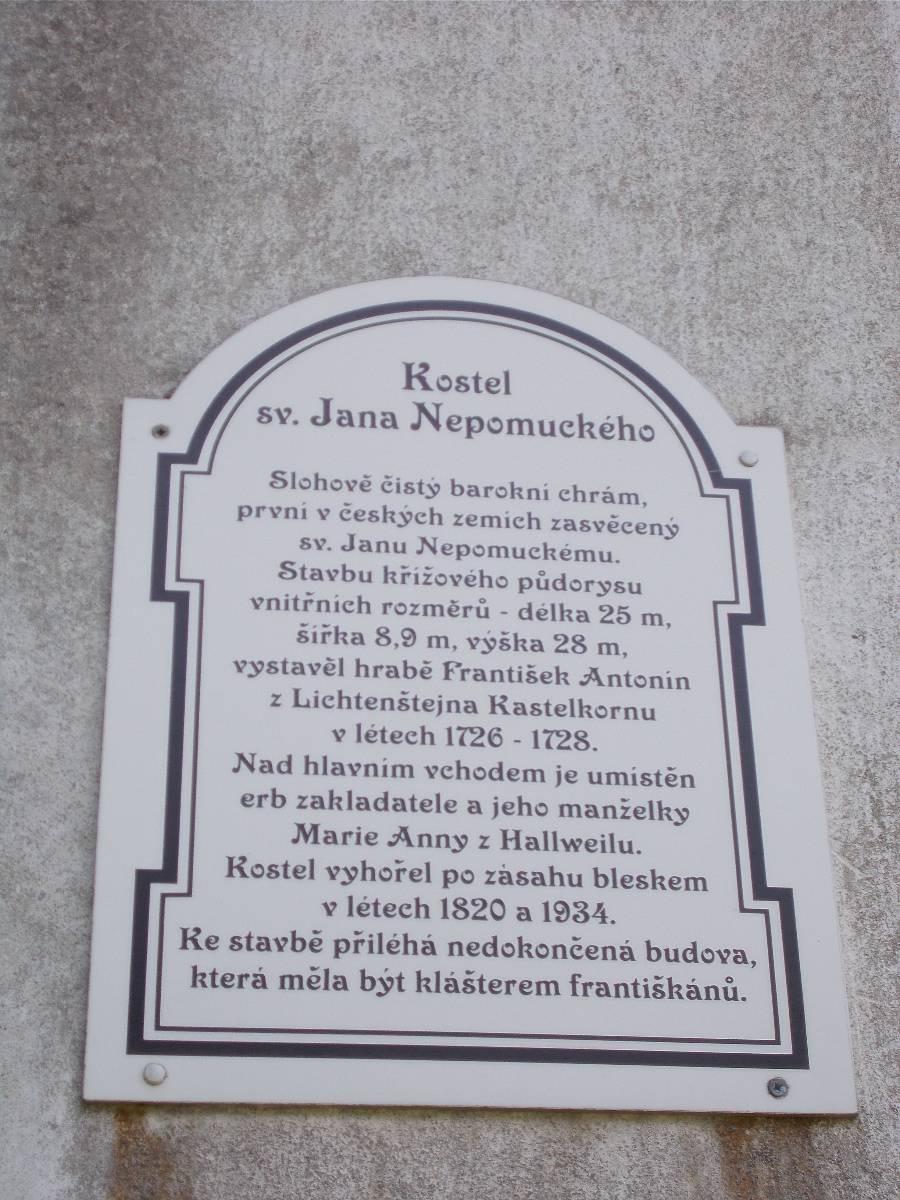 Kostel
sv. Jana Nepomuckého
Slohově čistý barokní chrám,
první v českých zemích zasvěcený
sv. Janu Nepomuckému.
Stavbu křížového půdorysu
vnitřních rozměrů - délka 25 m,
šířka 8,9 m, výška 28 m,
vystavěl hrabě František Antonín
z Lichtenštejna Kastelkornu
v létech 1726 - 1728.
Nad hlavním vchodem je umístěn
erb zakladatele a jeho manželky
Marie Anny z Hallweilu.
Kostel vyhořel po zásahu bleskem
v létech 1820 a 1934.
Ke stavbě přiléhá nedokončená budova,
která měla být klášterem františkánů.